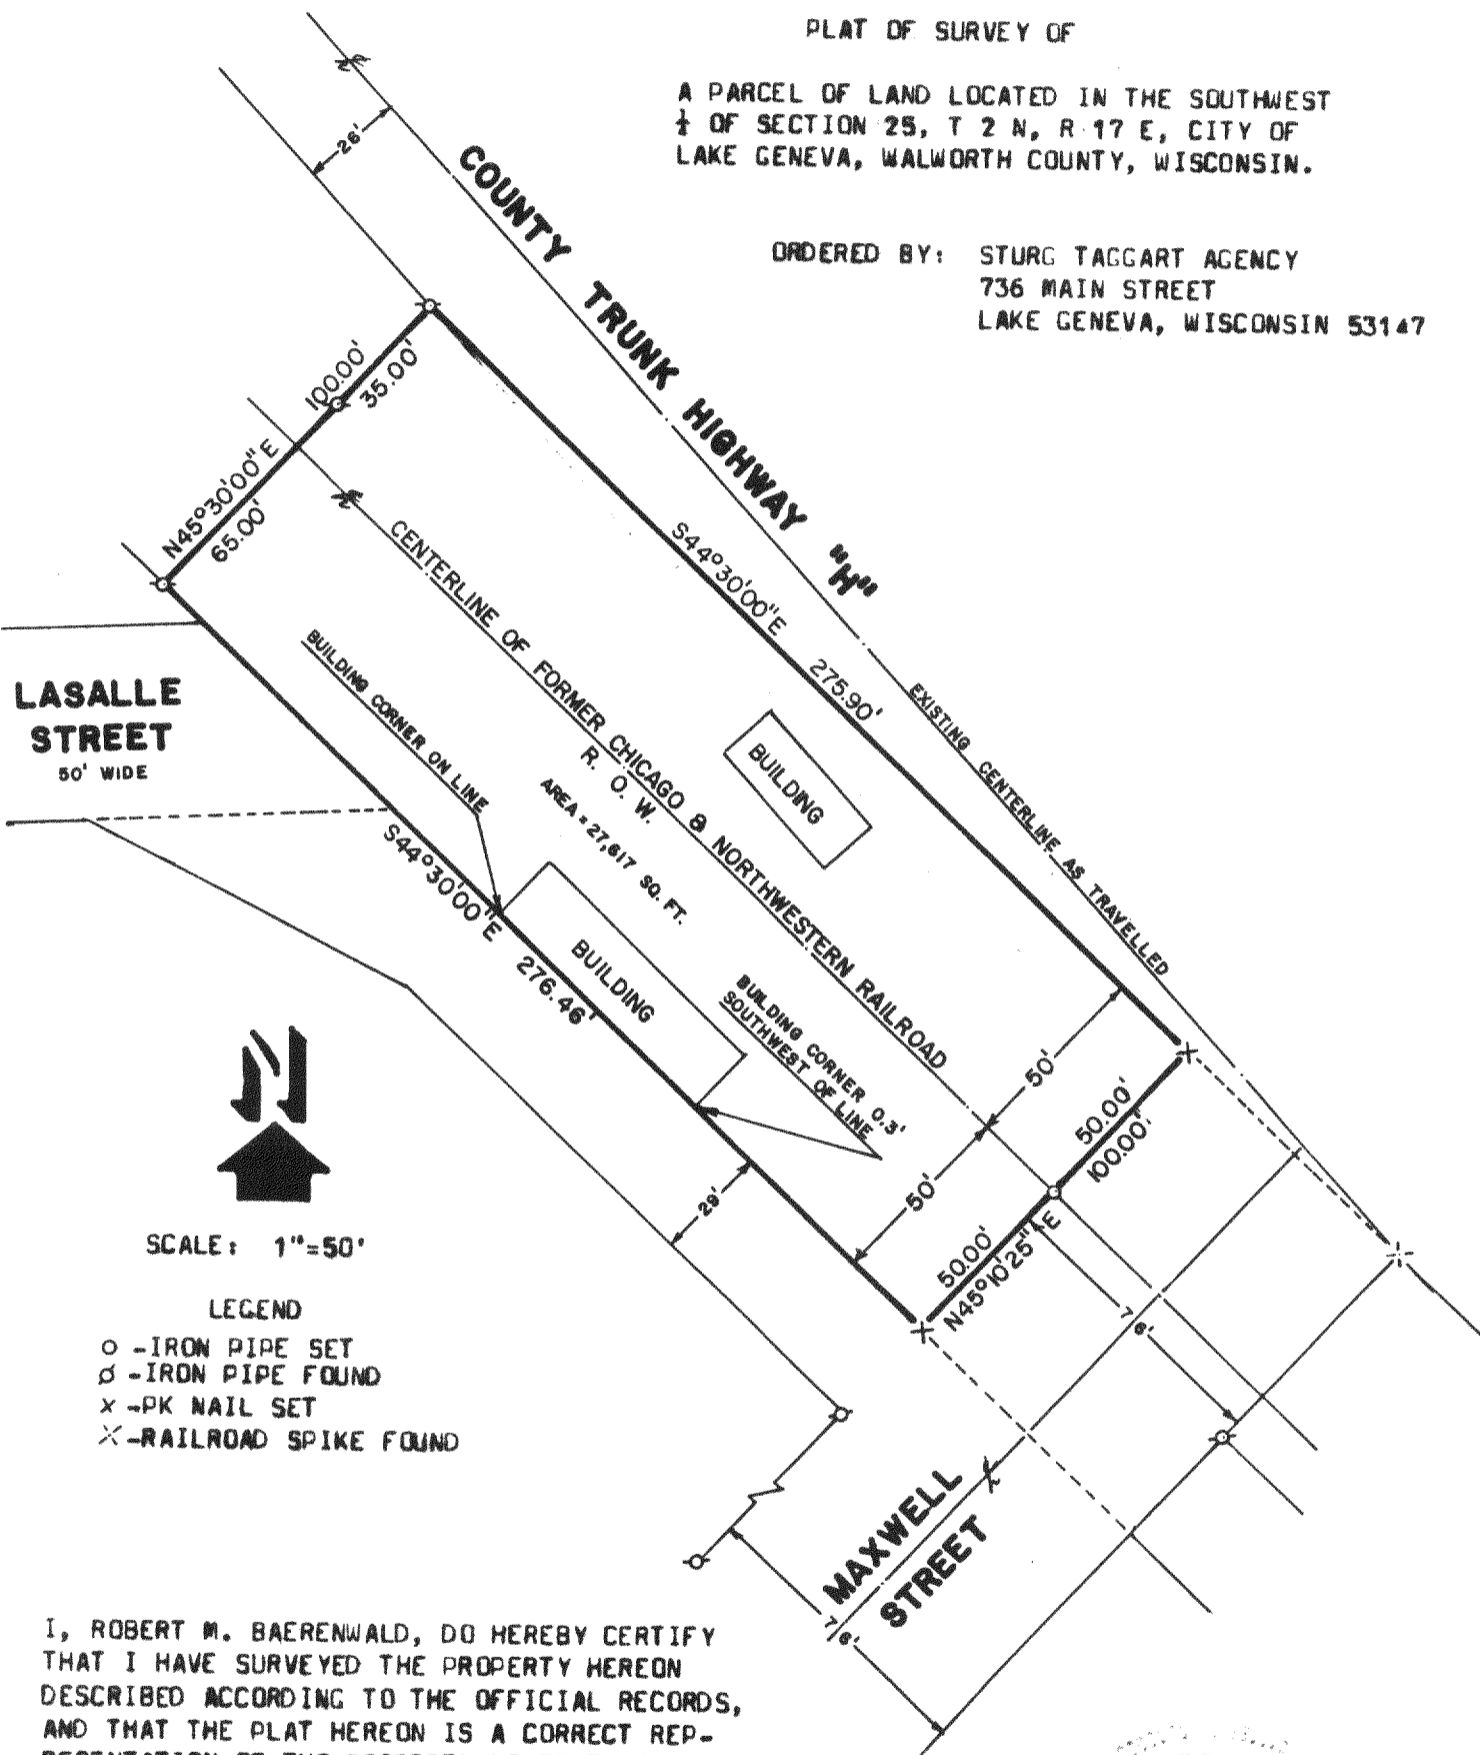 PLAT OF SURVEY OF
A PARCEL OF LAND LOCATED IN THE SOUTHWEST
¼ OF SECTION 25, T 2 N, R 17 E, CITY OF
LAKE GENEVA, WALWORTH COUNTY, WISCONSIN.
ORDERED BY: STURG TAGGART AGENCY
736 MAIN STREET
LAKE GENEVA, WISCONSIN 53147
26'
COUNTY TRUNK HIGHWAY "H"
100.00'
35.00'
N45°30'00"E
65.00'
S44°30'00"E 275.90'
EXISTING CENTERLINE AS TRAVELLED
CENTERLINE OF FORMER CHICAGO & NORTHWESTERN RAILROAD
R. O. W.
AREA = 27,617 SQ. FT.
BUILDING
BUILDING CORNER ON LINE
LASALLE
STREET
50' WIDE
S44°30'00"E 276.46'
BUILDING
BUILDING CORNER 0.3'
SOUTHWEST OF LINE
50'
50'
50.00'
100.00'
50.00'
N45°10'25"E
29'
76'
N
SCALE: 1"=50'
LEGEND
-IRON PIPE SET
-IRON PIPE FOUND
X -PK NAIL SET
-RAILROAD SPIKE FOUND
MAXWELL
STREET
76'
I, ROBERT M. BAERENWALD, DO HEREBY CERTIFY
THAT I HAVE SURVEYED THE PROPERTY HEREON
DESCRIBED ACCORDING TO THE OFFICIAL RECORDS,
AND THAT THE PLAT HEREON IS A CORRECT REP-